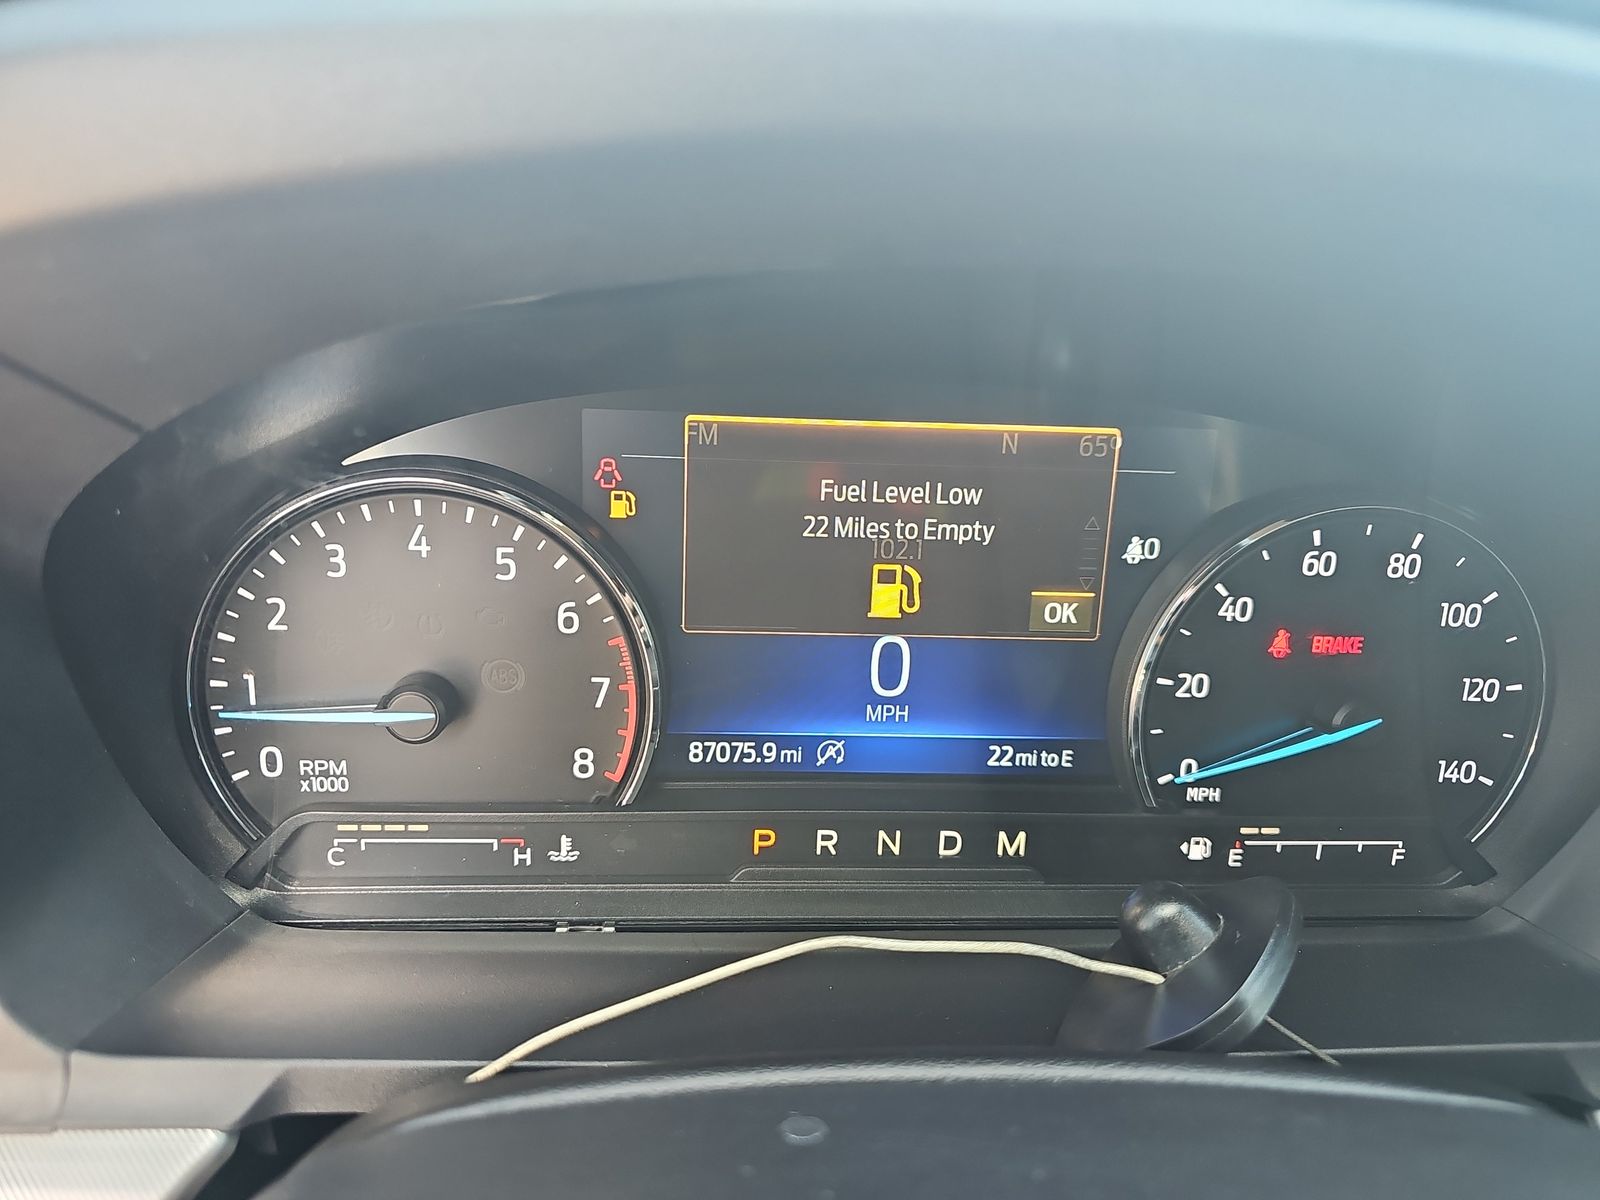 FM N 65°
Fuel Level Low
22 Miles to Empty
102.1
OK
0
MPH
87075.9 mi
22 mi to E
0
1
2
3
4
5
6
7
8
RPM
x1000
ABS
0
20
40
60
80
100
120
140
MPH
BRAKE
C H
P R N D M
E F